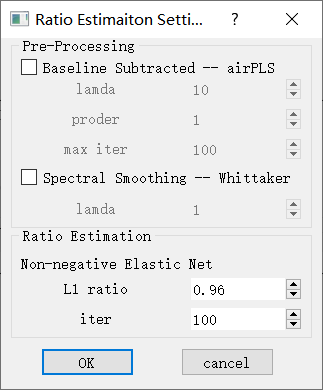 Ratio Estimaiton Setti... ? ×
Pre-Processing
Baseline Subtracted -- airPLS
lamda 10
proder 1
max iter 100
Spectral Smoothing -- Whittaker
lamda 1
Ratio Estimation
Non-negative Elastic Net
L1 ratio 0.96
iter 100
OK cancel